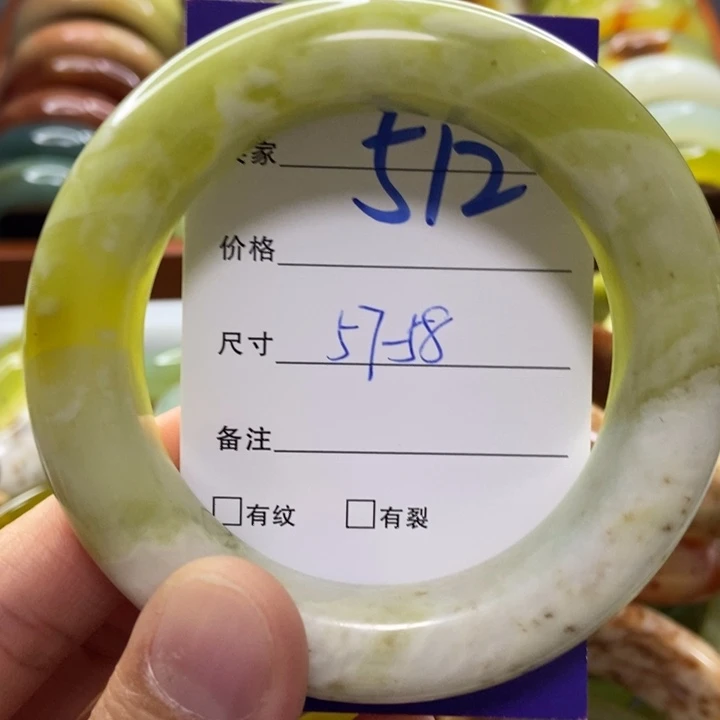 家 512
价格
尺寸 57-58
备注
□有纹 □有裂